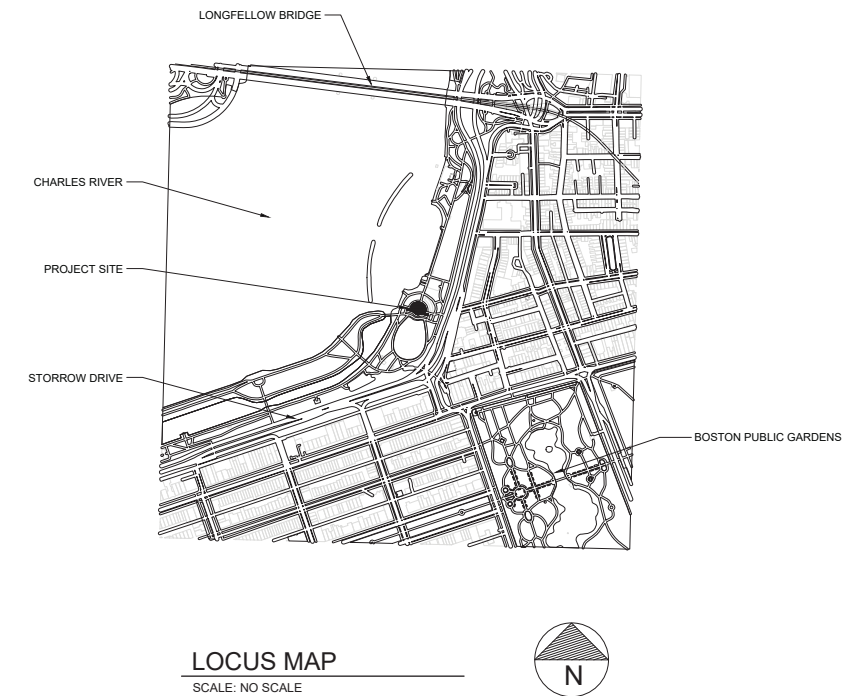 LONGFELLOW BRIDGE
CHARLES RIVER
PROJECT SITE
STORROW DRIVE
BOSTON PUBLIC GARDENS
LOCUS MAP
SCALE: NO SCALE
N